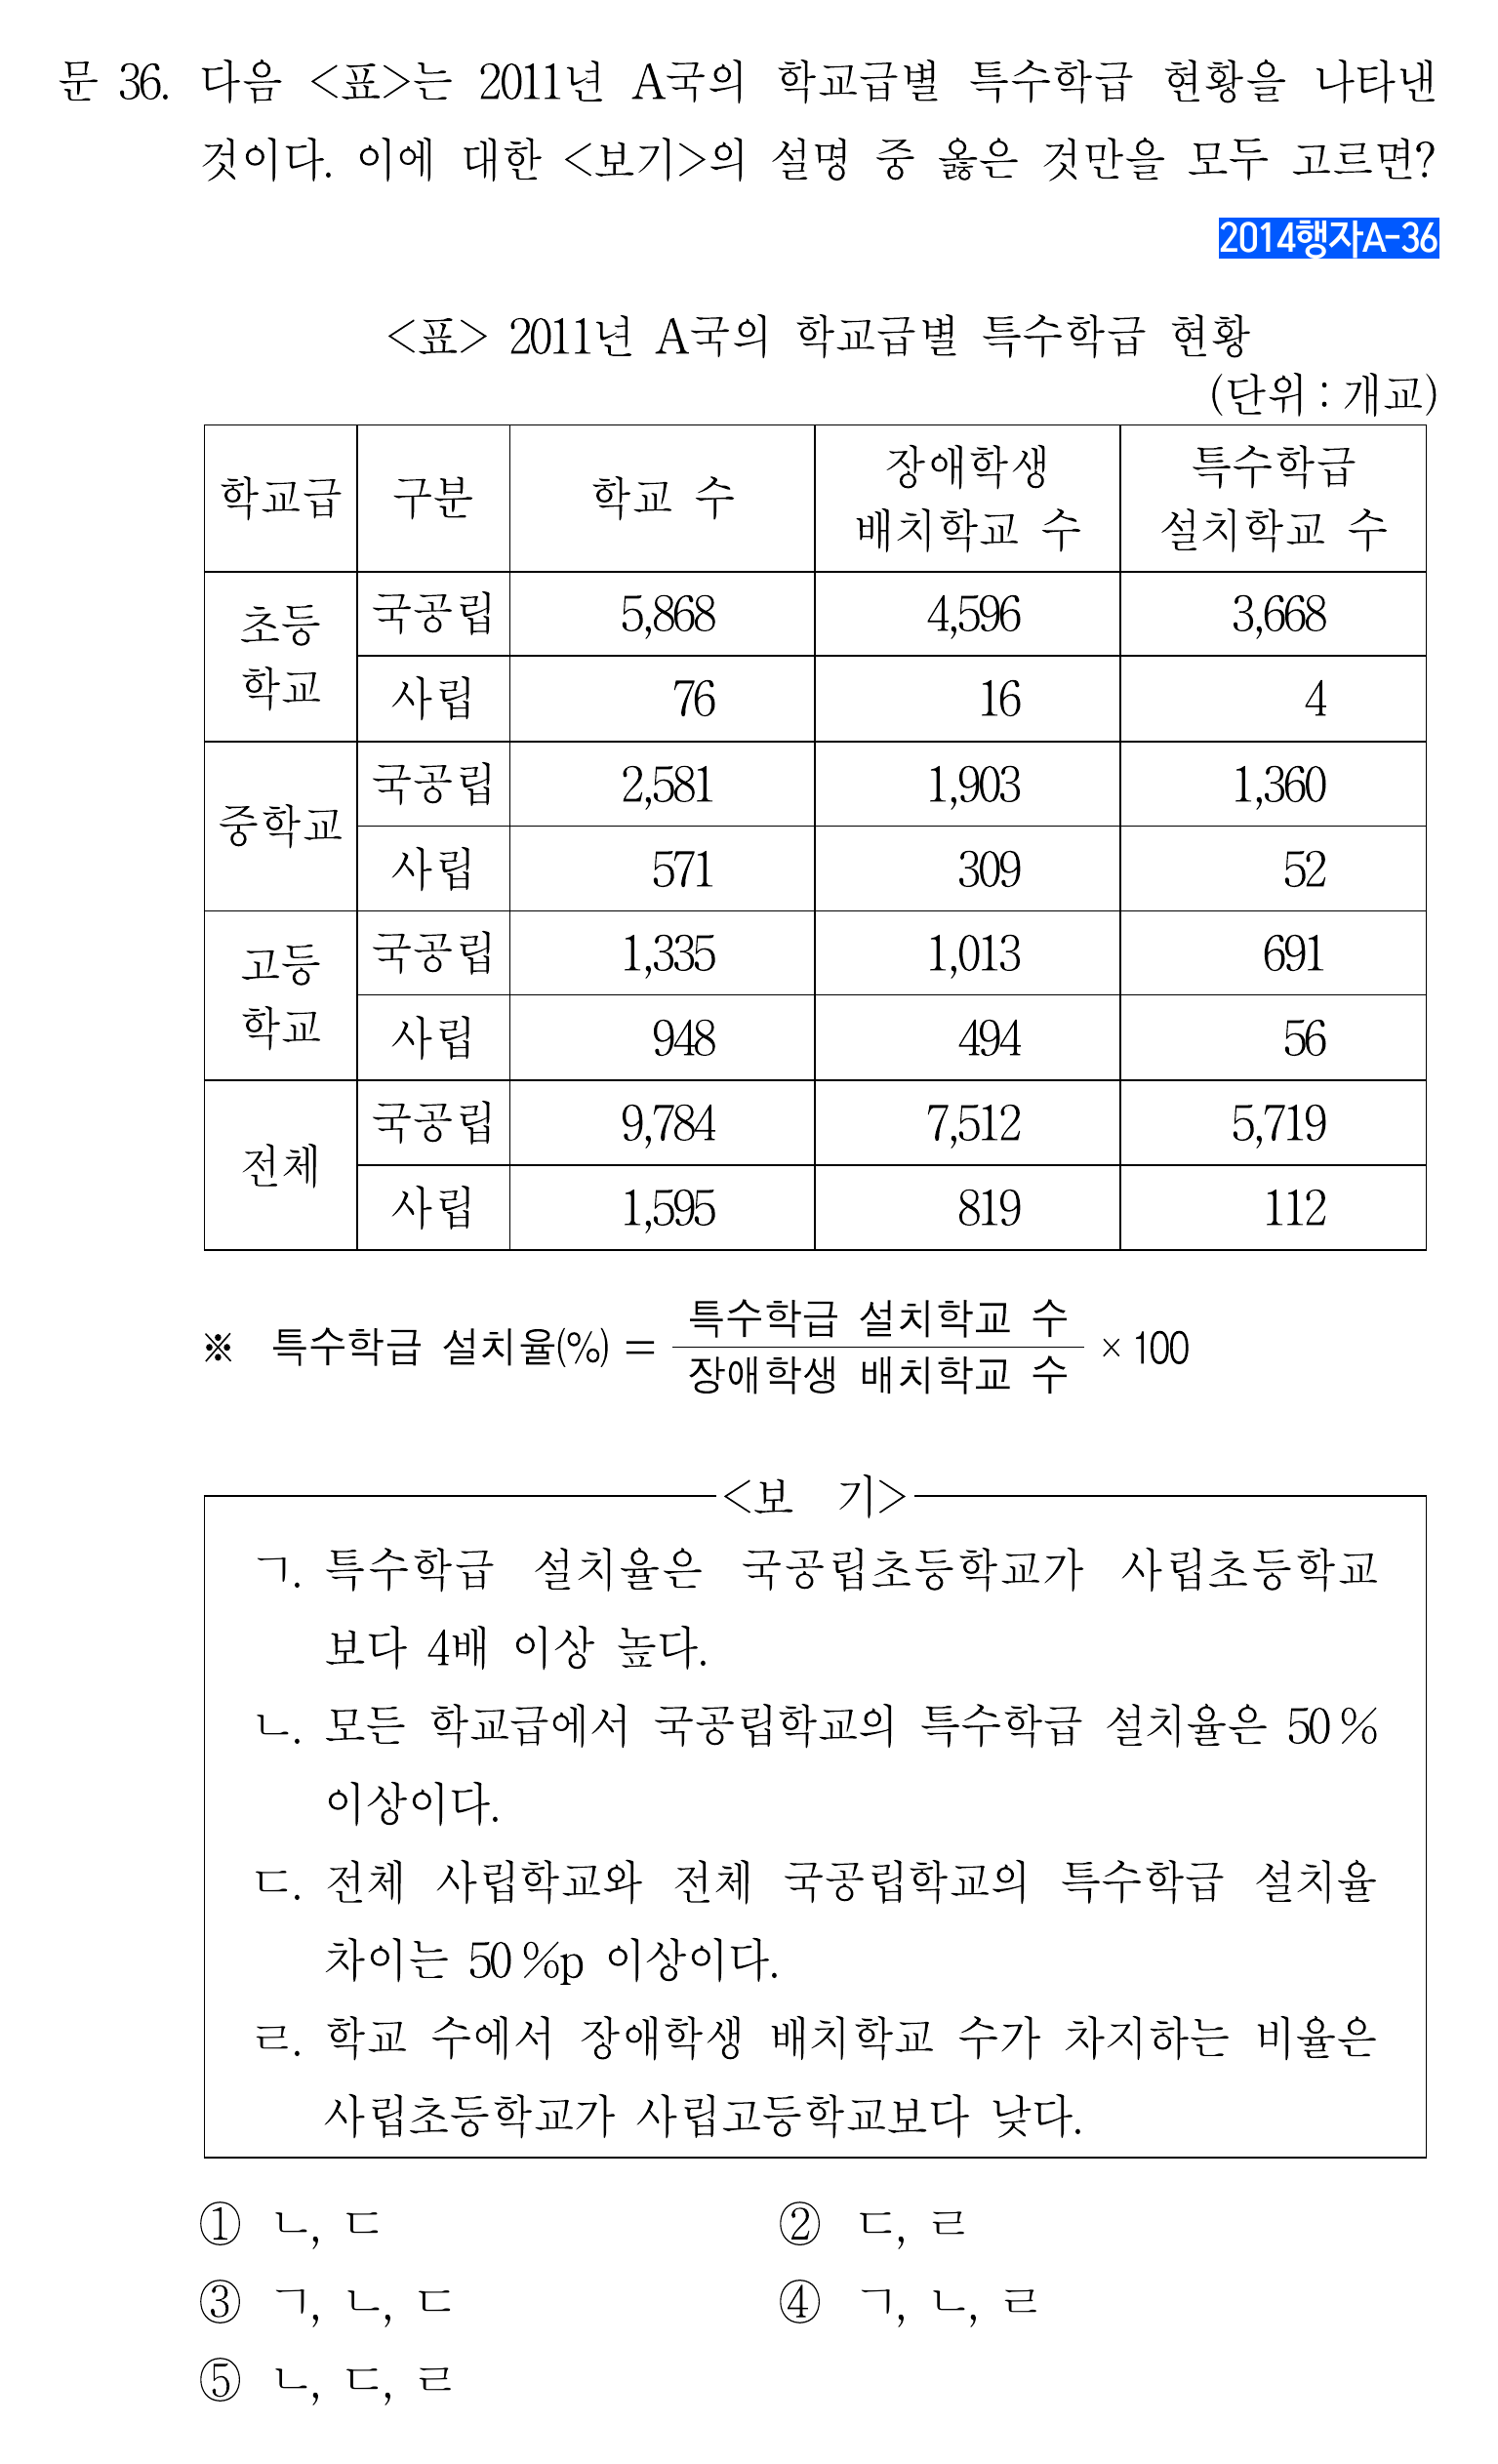 문 36. 다음 <표>는 2011년 A국의 학교급별 특수학급 현황을 나타낸
것이다. 이에 대한 <보기>의 설명 중 옳은 것만을 모두 고르면?
2014행자A-36
<표> 2011년 A국의 학교급별 특수학급 현황
(단위 : 개교)
학교급 구분 학교 수 장애학생 배치학교 수 특수학급 설치학교 수
초등학교 국공립 5,868 4,596 3,668
사립 76 16 4
중학교 국공립 2,581 1,903 1,360
사립 571 309 52
고등학교 국공립 1,335 1,013 691
사립 948 494 56
전체 국공립 9,784 7,512 5,719
사립 1,595 819 112
※ 특수학급 설치율(%) = 특수학급 설치학교 수 / 장애학생 배치학교 수 × 100
<보 기>
ㄱ. 특수학급 설치율은 국공립초등학교가 사립초등학교
보다 4배 이상 높다.
ㄴ. 모든 학교급에서 국공립학교의 특수학급 설치율은 50%
이상이다.
ㄷ. 전체 사립학교와 전체 국공립학교의 특수학급 설치율
차이는 50%p 이상이다.
ㄹ. 학교 수에서 장애학생 배치학교 수가 차지하는 비율은
사립초등학교가 사립고등학교보다 낮다.
① ㄴ, ㄷ ② ㄷ, ㄹ
③ ㄱ, ㄴ, ㄷ ④ ㄱ, ㄴ, ㄹ
⑤ ㄴ, ㄷ, ㄹ